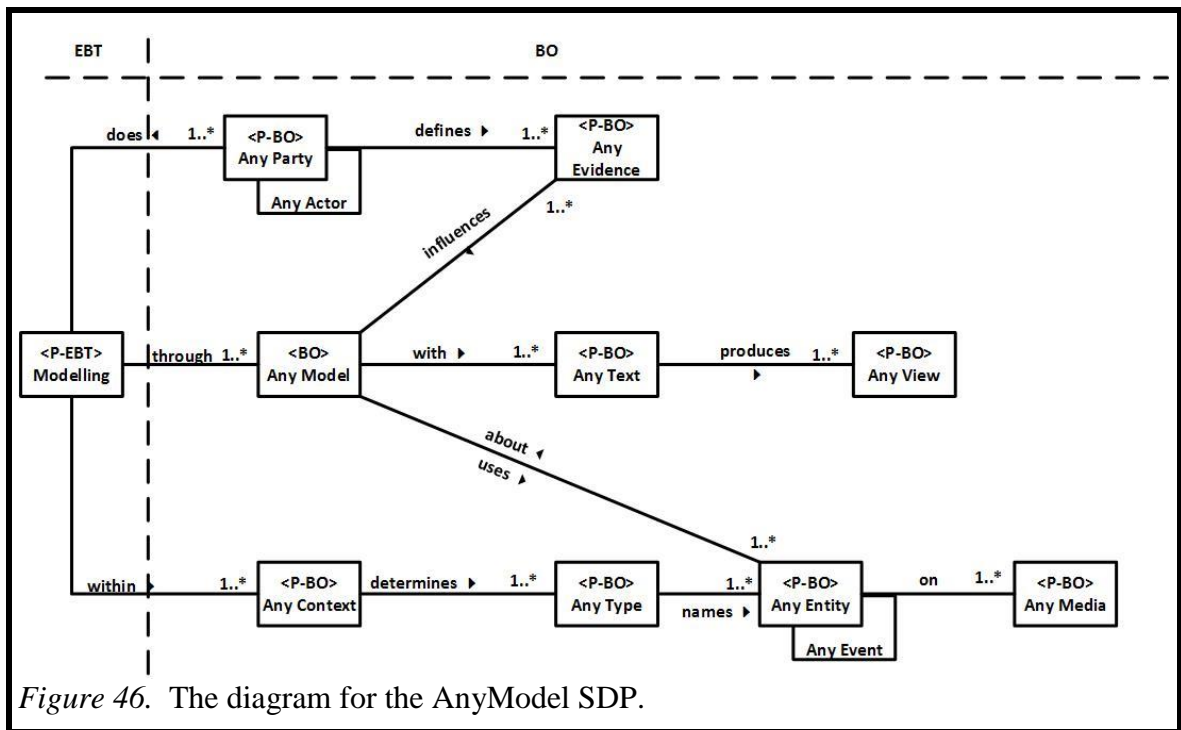 EBT
BO
does ◂ 1..*
<P-BO>
Any Party
Any Actor
defines ▸ 1..*
<P-BO>
Any
Evidence
1..*
influences
<P-EBT>
Modelling
through 1..*
<BO>
Any Model
with ▸ 1..*
<P-BO>
Any Text
produces ▸ 1..*
<P-BO>
Any View
about
uses
1..*
within ▸ 1..*
<P-BO>
Any Context
determines ▸ 1..*
<P-BO>
Any Type
names ▸ 1..*
<P-BO>
Any Entity
Any Event
on 1..*
<P-BO>
Any Media
Figure 46. The diagram for the AnyModel SDP.